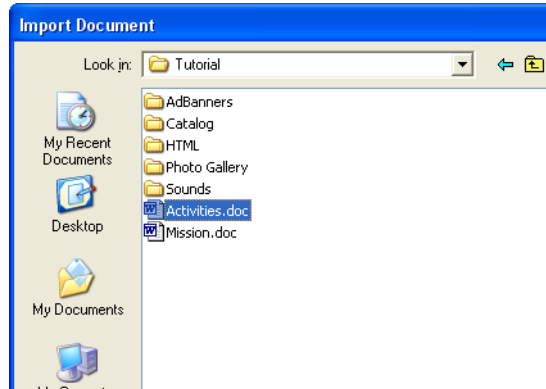 Import Document
Look in: Tutorial
AdBanners
Catalog
HTML
Photo Gallery
Sounds
Activities.doc
Mission.doc
My Recent
Documents
Desktop
My Documents